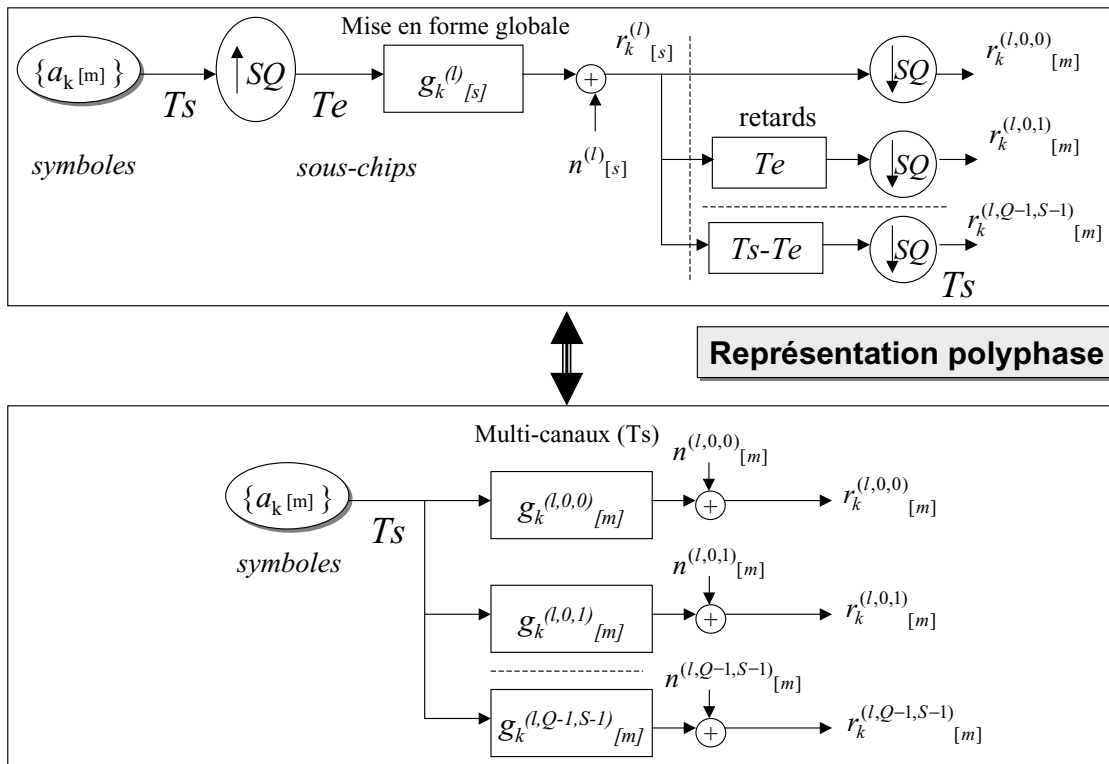 Mise en forme globale
{a_k [m] }
Ts
↑ SQ
Te
g_k^(l) [s]
+
n^(l) [s]
r_k^(l) [s]
↓SQ
r_k^(l,0,0) [m]
symboles
sous-chips
retards
Te
↓SQ
r_k^(l,0,1) [m]
Ts-Te
↓SQ
r_k^(l,Q−1,S−1) [m]
Ts
Représentation polyphase
Multi-canaux (Ts)
{a_k [m] }
Ts
symboles
g_k^(l,0,0) [m]
n^(l,0,0) [m]
+
r_k^(l,0,0) [m]
g_k^(l,0,1) [m]
n^(l,0,1) [m]
+
r_k^(l,0,1) [m]
g_k^(l,Q-1,S-1) [m]
n^(l,Q−1,S−1) [m]
+
r_k^(l,Q−1,S−1) [m]